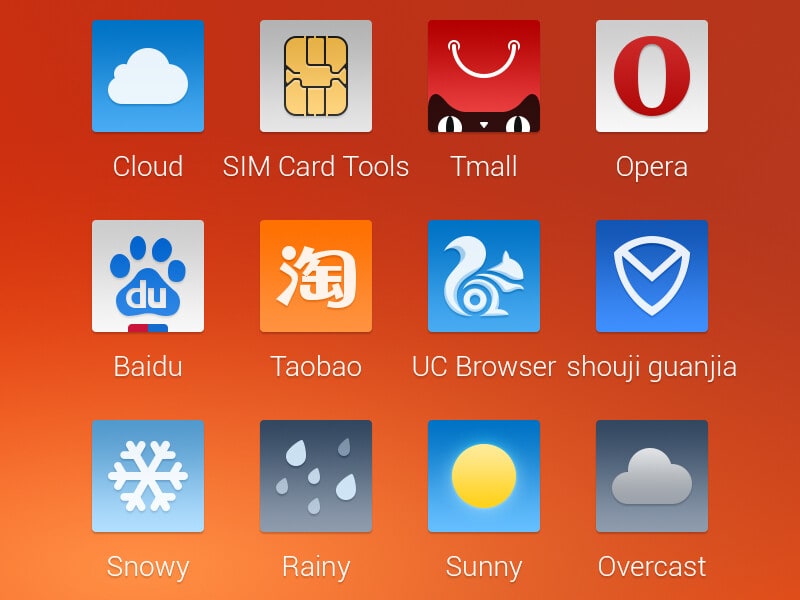 Cloud
SIM Card Tools
Tmall
Opera
du
淘
Baidu
Taobao
UC Browser
shouji guanjia
Snowy
Rainy
Sunny
Overcast